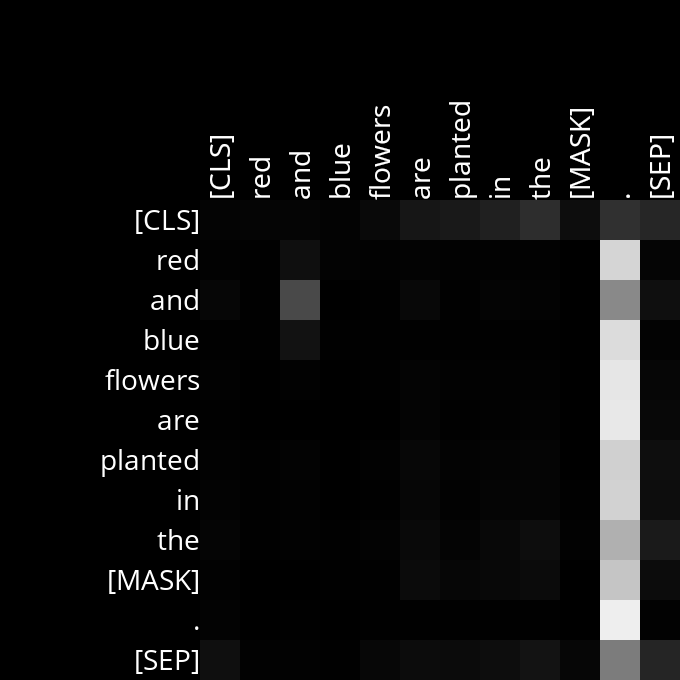 [CLS] red and blue flowers are planted in the [MASK] . [SEP]
[CLS]
red
and
blue
flowers
are
planted
in
the
[MASK]
.
[SEP]